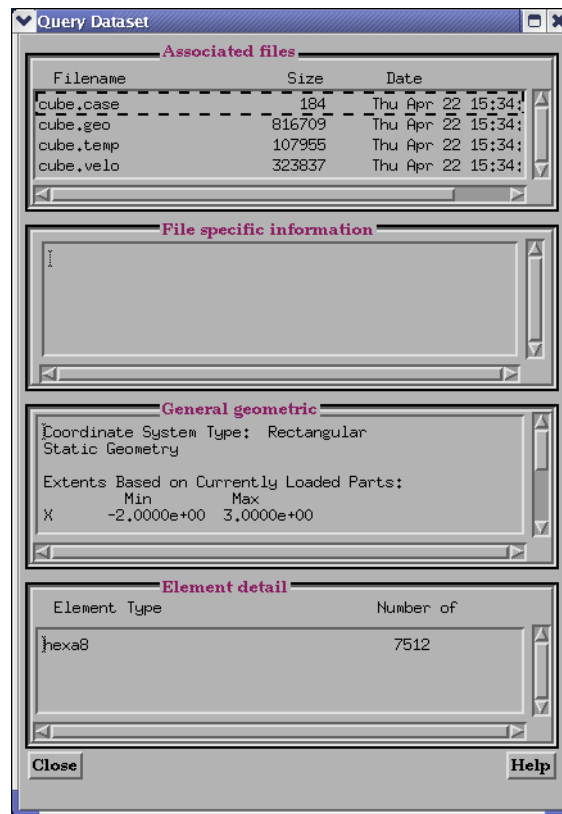 Query Dataset
Associated files
Filename Size Date
cube.case 184 Thu Apr 22 15:34:
cube.geo 816709 Thu Apr 22 15:34:
cube.temp 107955 Thu Apr 22 15:34:
cube.velo 323837 Thu Apr 22 15:34:
File specific information
General geometric
Coordinate System Type: Rectangular
Static Geometry
Extents Based on Currently Loaded Parts:
Min Max
X -2.0000e+00 3.0000e+00
Element detail
Element Type Number of
hexa8 7512
Close Help